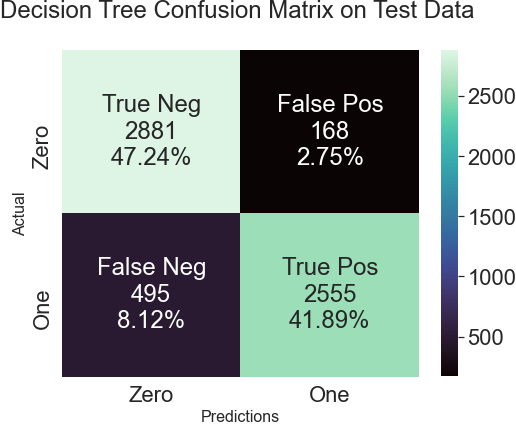 Decision Tree Confusion Matrix on Test Data
True Neg
2881
47.24%
False Pos
168
2.75%
False Neg
495
8.12%
True Pos
2555
41.89%
Zero
One
Actual
Zero
One
Predictions
2500
2000
1500
1000
500